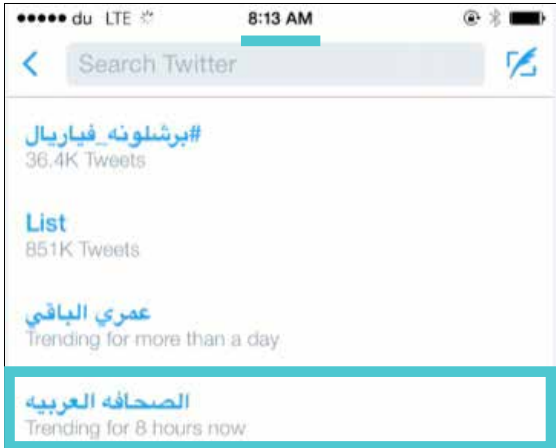 du LTE 8:13 AM
Search Twitter
#برشلونه_فياريال
36.4K Tweets
List
851K Tweets
عمري الباقي
Trending for more than a day
الصحافه العربيه
Trending for 8 hours now